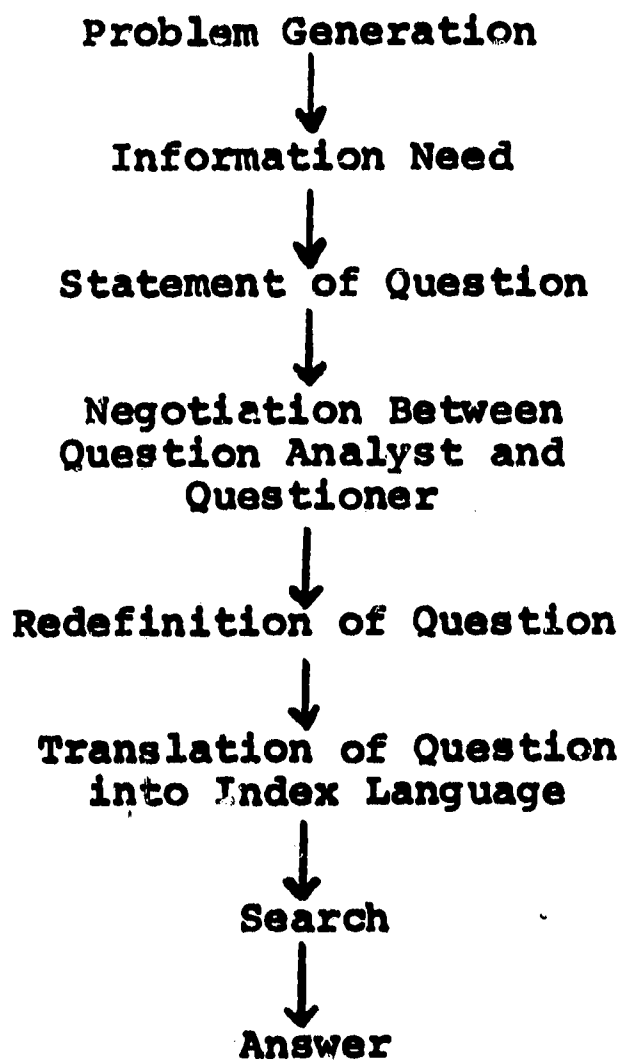 Problem Generation
Information Need
Statement of Question
Negotiation Between
Question Analyst and
Questioner
Redefinition of Question
Translation of Question
into Index Language
Search
Answer